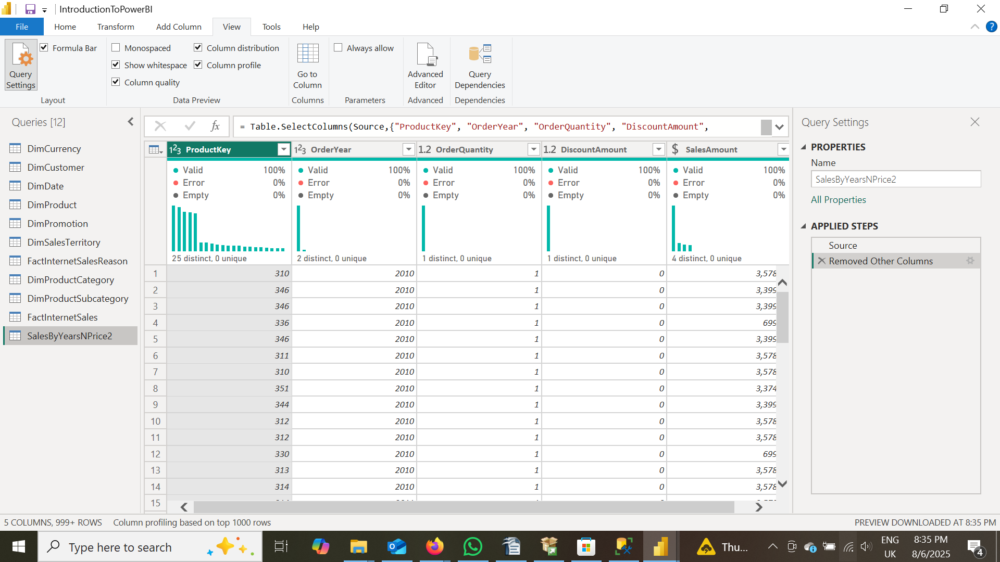 IntroductionToPowerBI
File Home Transform Add Column View Tools Help
Query Settings
Formula Bar
Layout
Monospaced
Show whitespace
Column quality
Column distribution
Column profile
Data Preview
Go to Column
Columns
Always allow
Parameters
Advanced Editor
Advanced
Query Dependencies
Dependencies
Queries [12]
DimCurrency
DimCustomer
DimDate
DimProduct
DimPromotion
DimSalesTerritory
FactInternetSalesReason
DimProductCategory
DimProductSubcategory
FactInternetSales
SalesByYearsNPrice2
fx = Table.SelectColumns(Source,{"ProductKey", "OrderYear", "OrderQuantity", "DiscountAmount",
123 ProductKey 123 OrderYear 1.2 OrderQuantity 1.2 DiscountAmount $ SalesAmount
Valid 100% Valid 100% Valid 100% Valid 100% Valid 100%
Error 0% Error 0% Error 0% Error 0% Error 0%
Empty 0% Empty 0% Empty 0% Empty 0% Empty 0%
25 distinct, 0 unique 2 distinct, 0 unique 1 distinct, 0 unique 1 distinct, 0 unique 4 distinct, 0 unique
1 310 2010 1 0 3,578
2 346 2010 1 0 3,399
3 346 2010 1 0 3,399
4 336 2010 1 0 699
5 346 2010 1 0 3,399
6 311 2010 1 0 3,578
7 310 2010 1 0 3,578
8 351 2010 1 0 3,374
9 344 2010 1 0 3,399
10 312 2010 1 0 3,578
11 312 2010 1 0 3,578
12 330 2010 1 0 699
13 313 2010 1 0 3,578
14 314 2010 1 0 3,578
15
Query Settings
PROPERTIES
Name
SalesByYearsNPrice2
All Properties
APPLIED STEPS
Source
Removed Other Columns
5 COLUMNS, 999+ ROWS Column profiling based on top 1000 rows
PREVIEW DOWNLOADED AT 8:35 PM
Type here to search
Thu...
ENG
UK
8:35 PM
8/6/2025
4